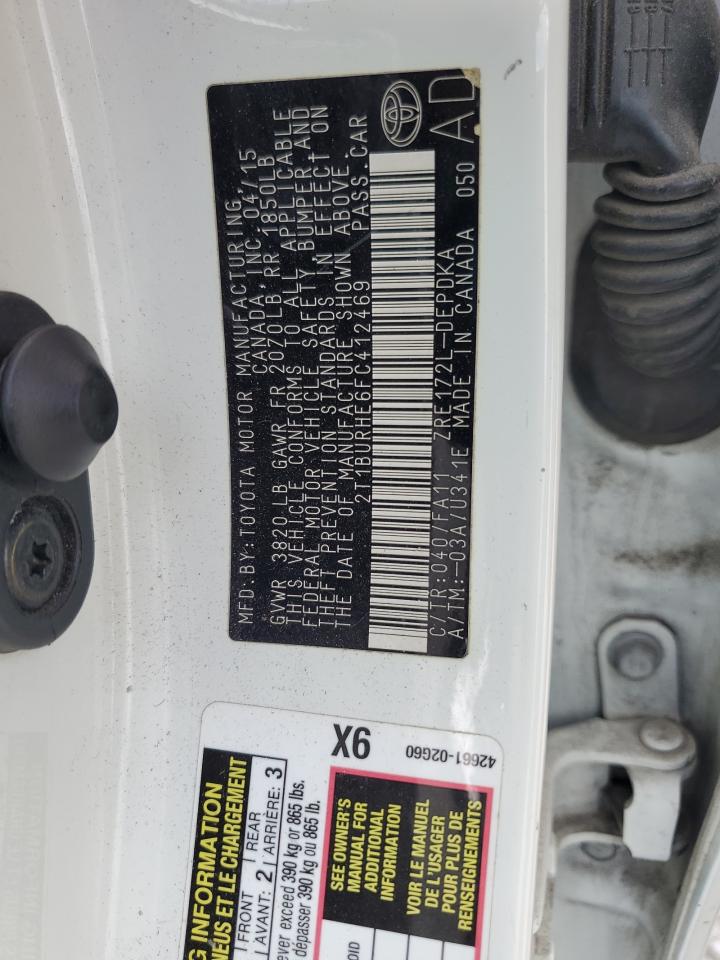 MFD. BY: TOYOTA MOTOR MANUFACTURING
CANADA, INC. 04/15
GVWR 3820LB GAWR FR 2070LB, RR 1850LB
THIS VEHICLE CONFORMS TO ALL APPLICABLE
FEDERAL MOTOR VEHICLE SAFETY, BUMPER, AND
THEFT PREVENTION STANDARDS IN EFFECT ON
THE DATE OF MANUFACTURE SHOWN ABOVE.
2T1BURHE6FC412469 PASS. CAR
C/TR:040/FA11 ZRE172L-DEPDKA
A/TM:-03A/U341E MADE IN CANADA 050
AD
G INFORMATION
NEUS ET LE CHARGEMENT
FRONT | REAR
AVANT: 2 | ARRIÈRE: 3
ever exceed 390 kg or 865 lbs.
dépasser 390 kg ou 865 lb.
9X
42661-02G60
SEE OWNER'S
MANUAL FOR
ADDITIONAL
INFORMATION
VOIR LE MANUEL
DE L'USAGER
POUR PLUS DE
RENSEIGNEMENTS